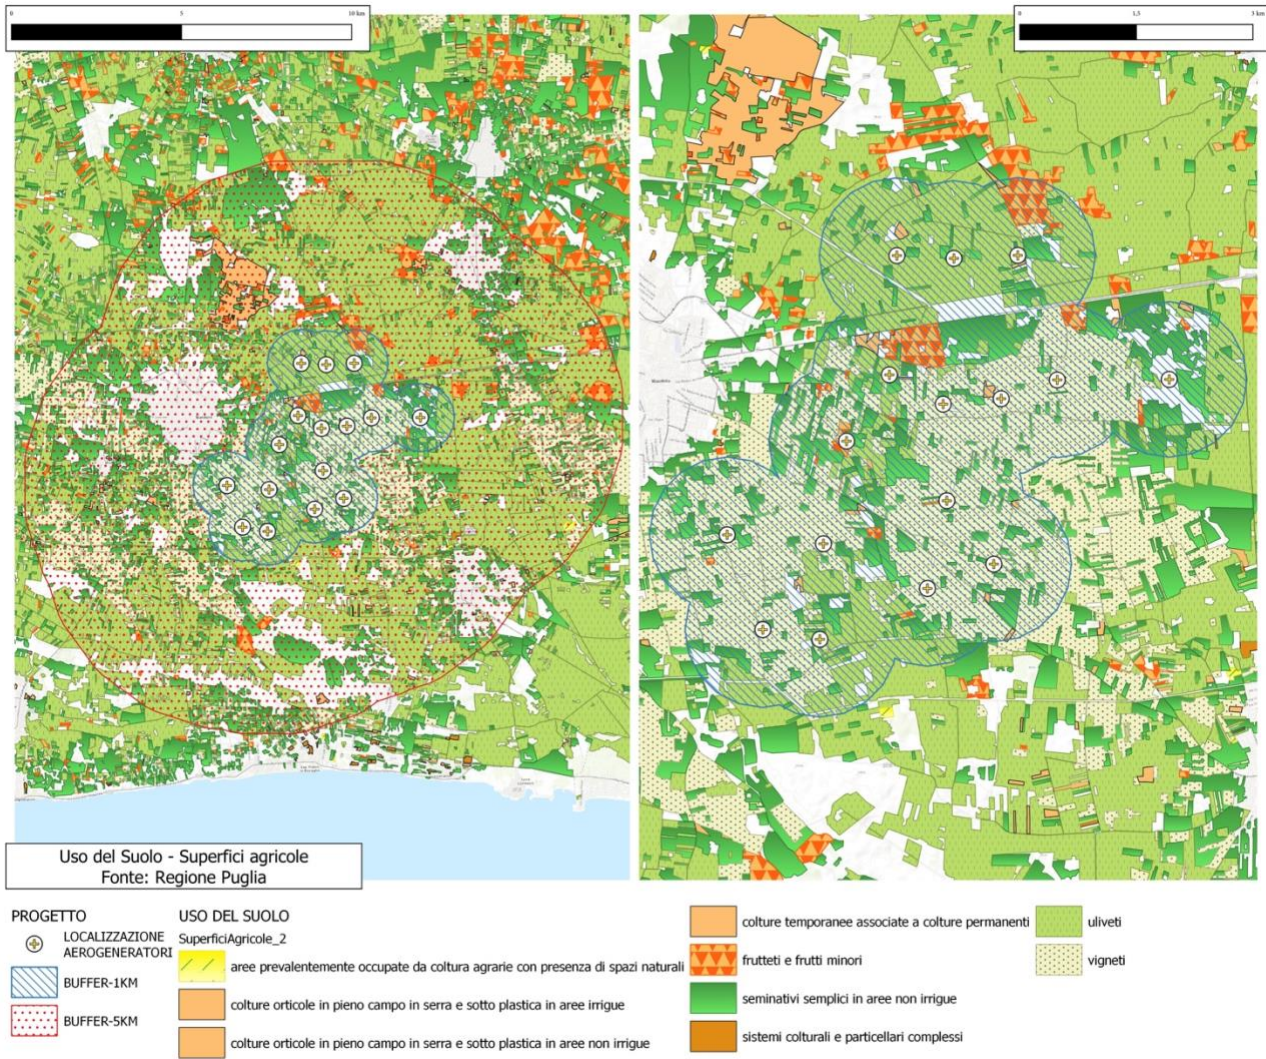 0 5 10 km
0 1,5 3 km
Uso del Suolo - Superfici agricole
Fonte: Regione Puglia
PROGETTO
LOCALIZZAZIONE
AEROGENERATORI
BUFFER-1KM
BUFFER-5KM
USO DEL SUOLO
SuperficiAgricole_2
aree prevalentemente occupate da coltura agrarie con presenza di spazi naturali
colture orticole in pieno campo in serra e sotto plastica in aree irrigue
colture orticole in pieno campo in serra e sotto plastica in aree non irrigue
colture temporanee associate a colture permanenti
frutteti e frutti minori
seminativi semplici in aree non irrigue
sistemi colturali e particellari complessi
uliveti
vigneti